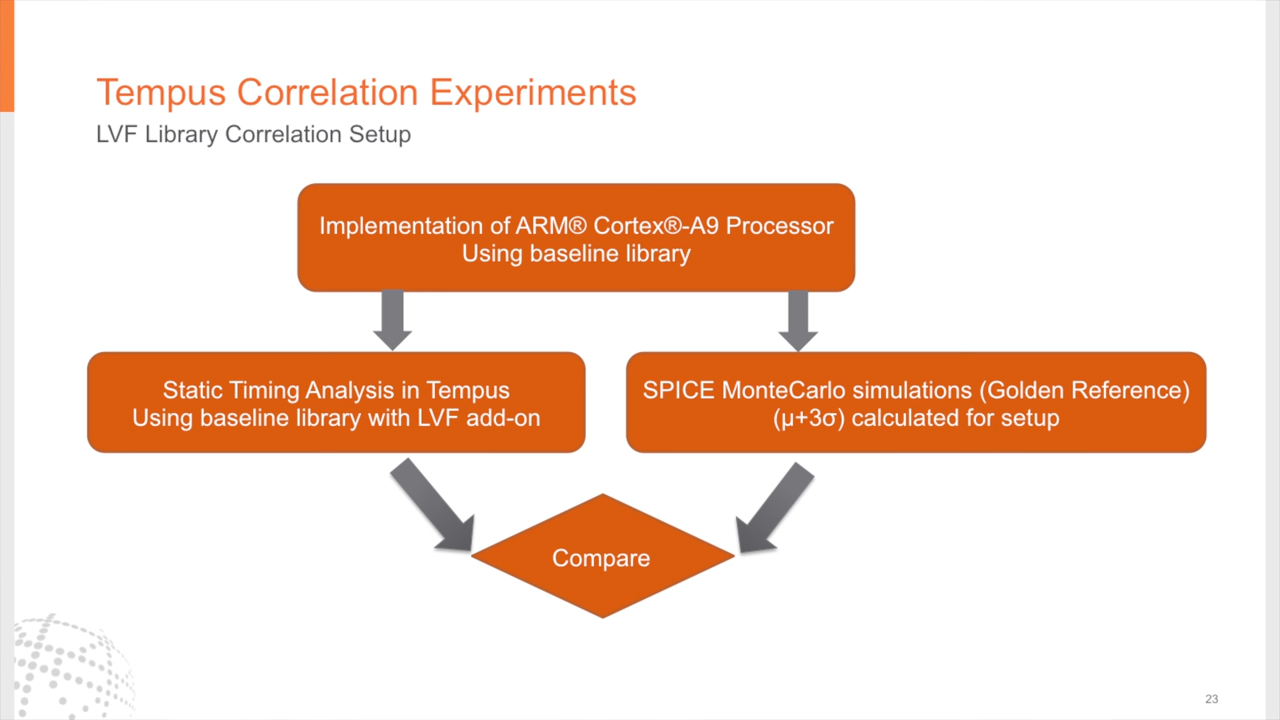 Tempus Correlation Experiments
LVF Library Correlation Setup
Implementation of ARM® Cortex®-A9 Processor
Using baseline library
Static Timing Analysis in Tempus
Using baseline library with LVF add-on
SPICE MonteCarlo simulations (Golden Reference)
(μ+3σ) calculated for setup
Compare
23